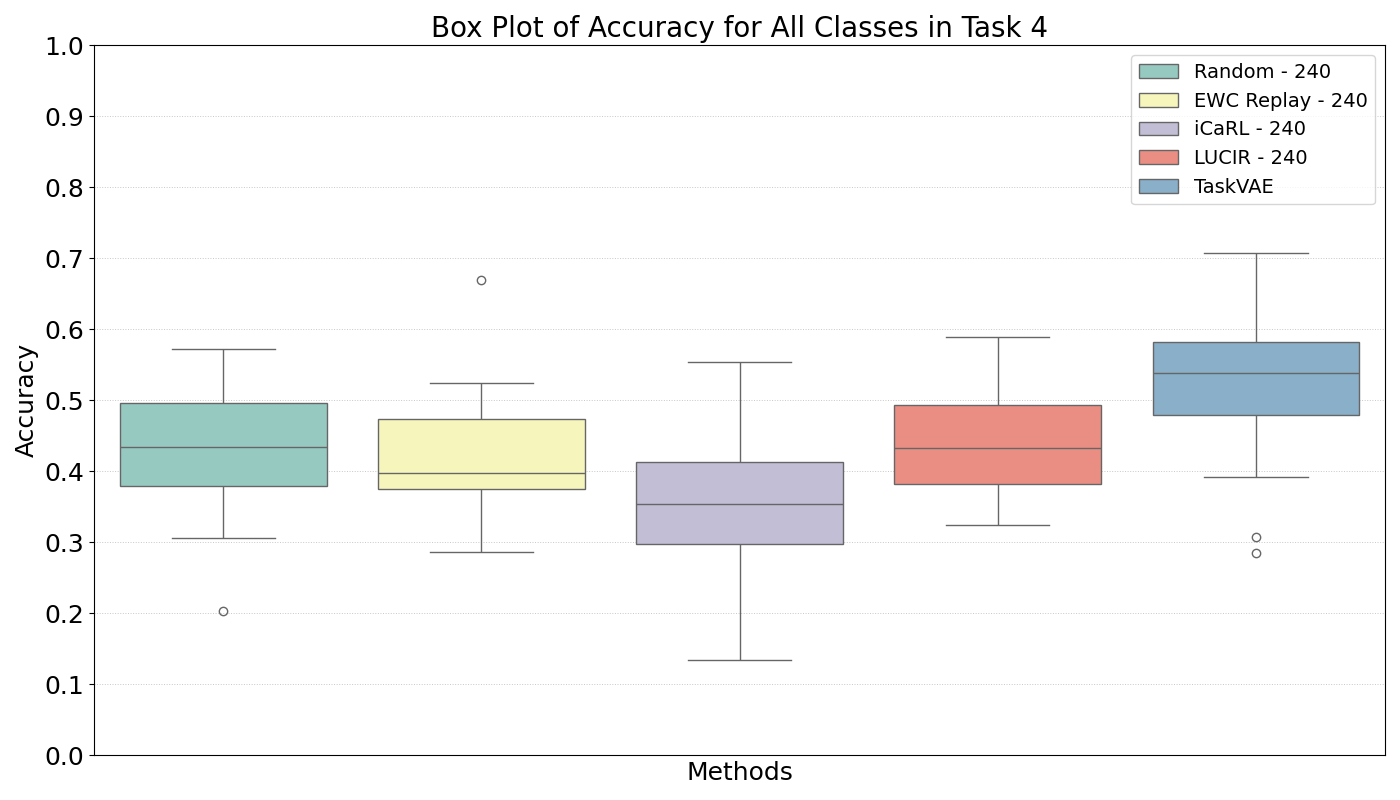 Box Plot of Accuracy for All Classes in Task 4
1.0
0.9
0.8
0.7
0.6
0.5
0.4
0.3
0.2
0.1
0.0
Accuracy
Methods
Random - 240
EWC Replay - 240
iCaRL - 240
LUCIR - 240
TaskVAE